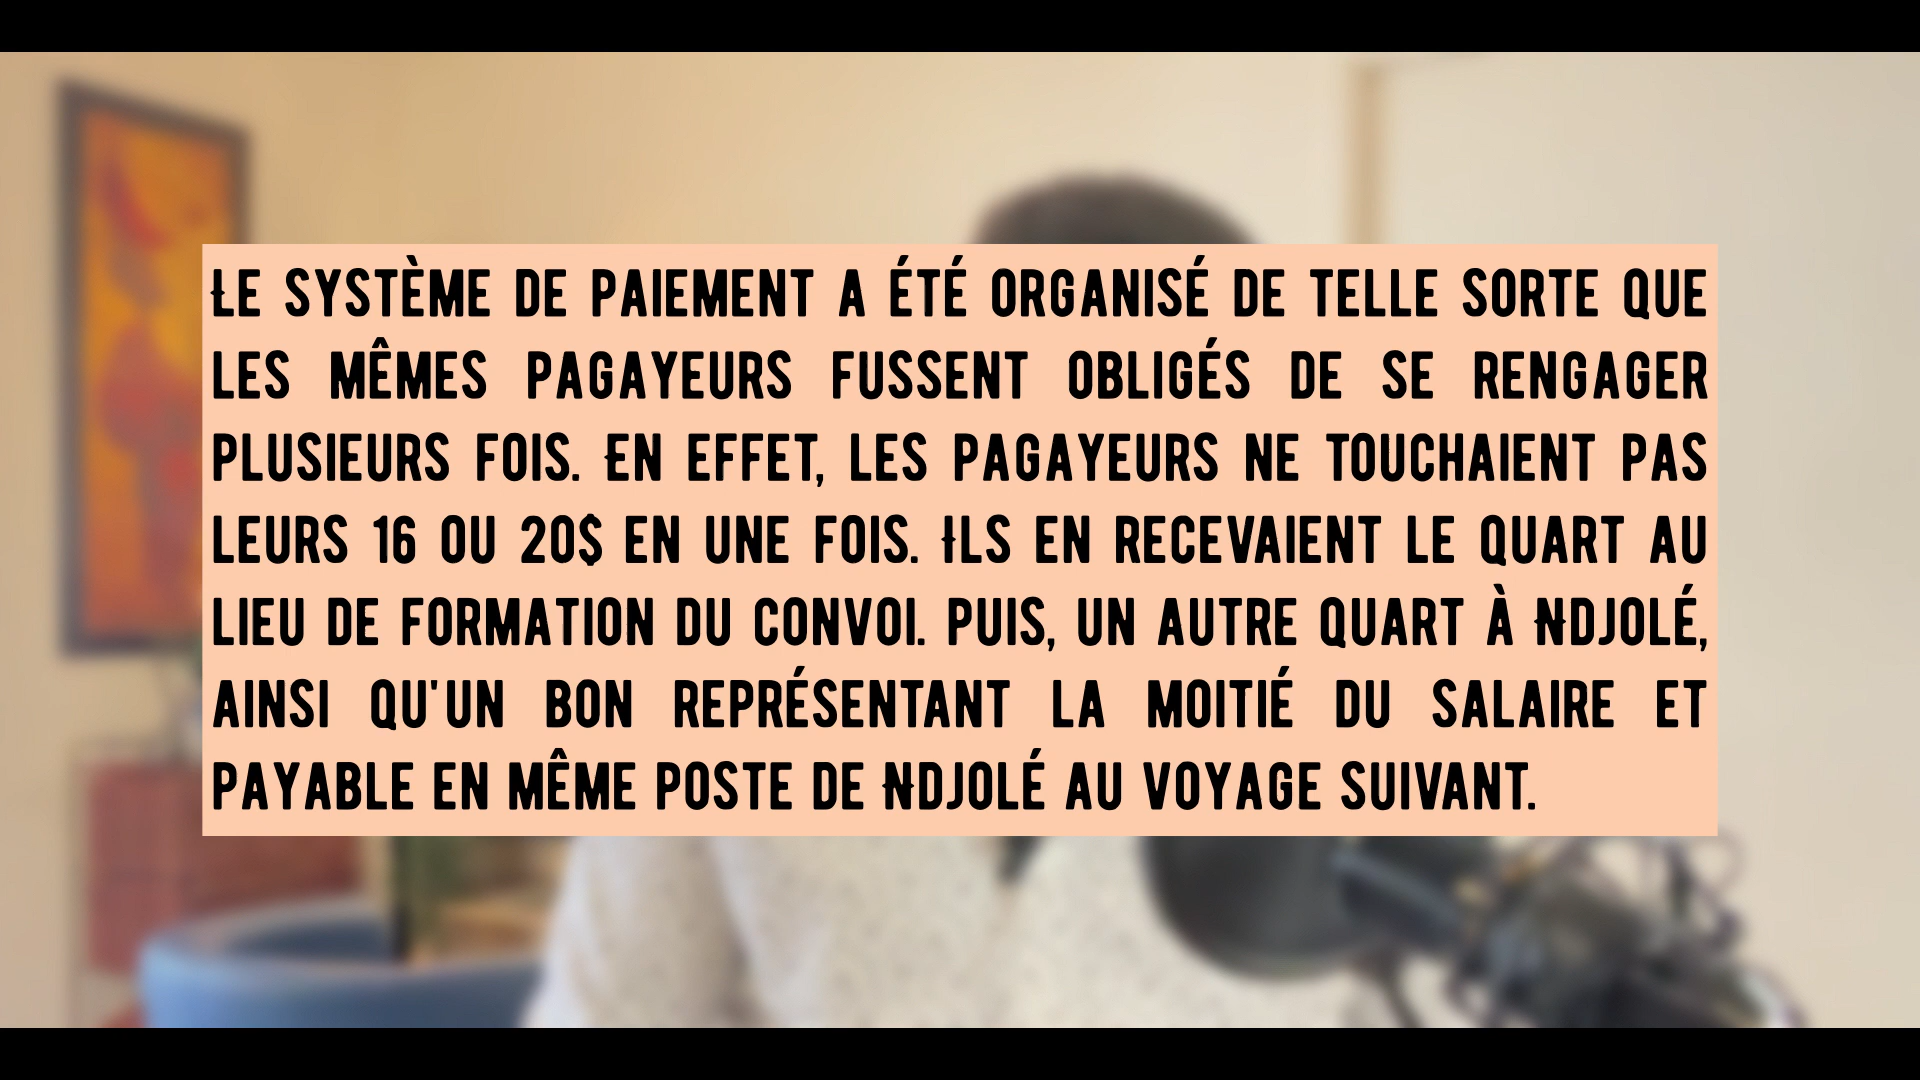 Le système de paiement a été organisé de telle sorte que
les mêmes pagayeurs fussent obligés de se rengager
plusieurs fois. En effet, les pagayeurs ne touchaient pas
leurs 16 ou 20$ en une fois. Ils en recevaient le quart au
lieu de formation du convoi. Puis, un autre quart à Ndjolé,
ainsi qu'un bon représentant la moitié du salaire et
payable en même poste de Ndjolé au voyage suivant.